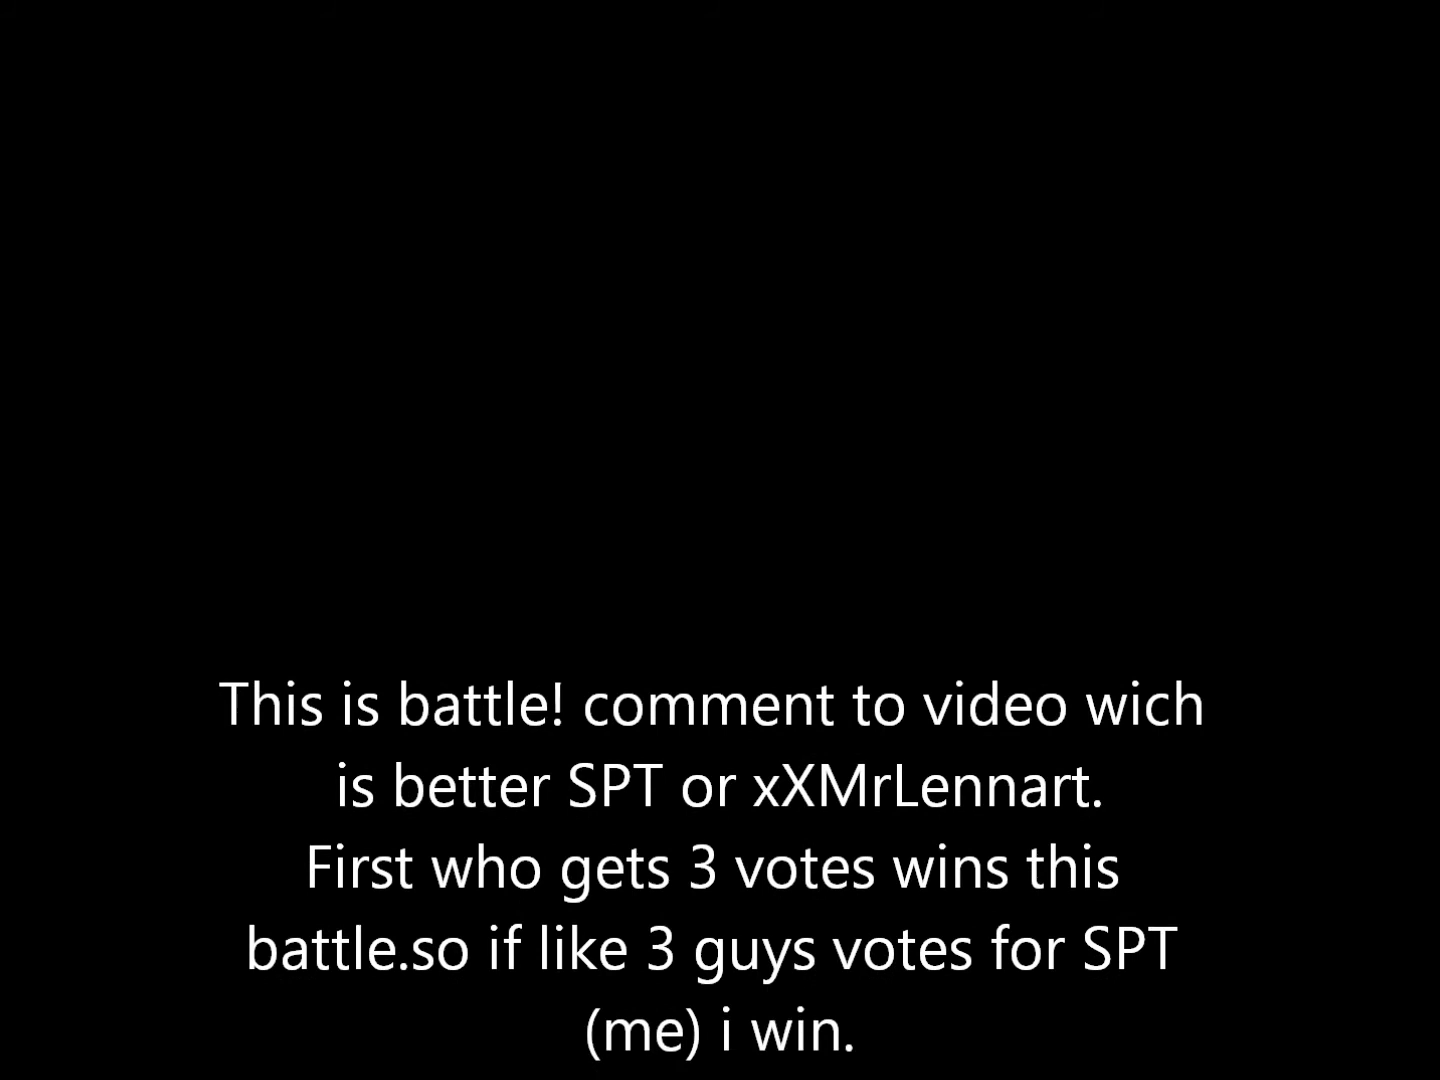 This is battle! comment to video wich
is better SPT or xXMrLennart.
First who gets 3 votes wins this
battle.so if like 3 guys votes for SPT
(me) i win.